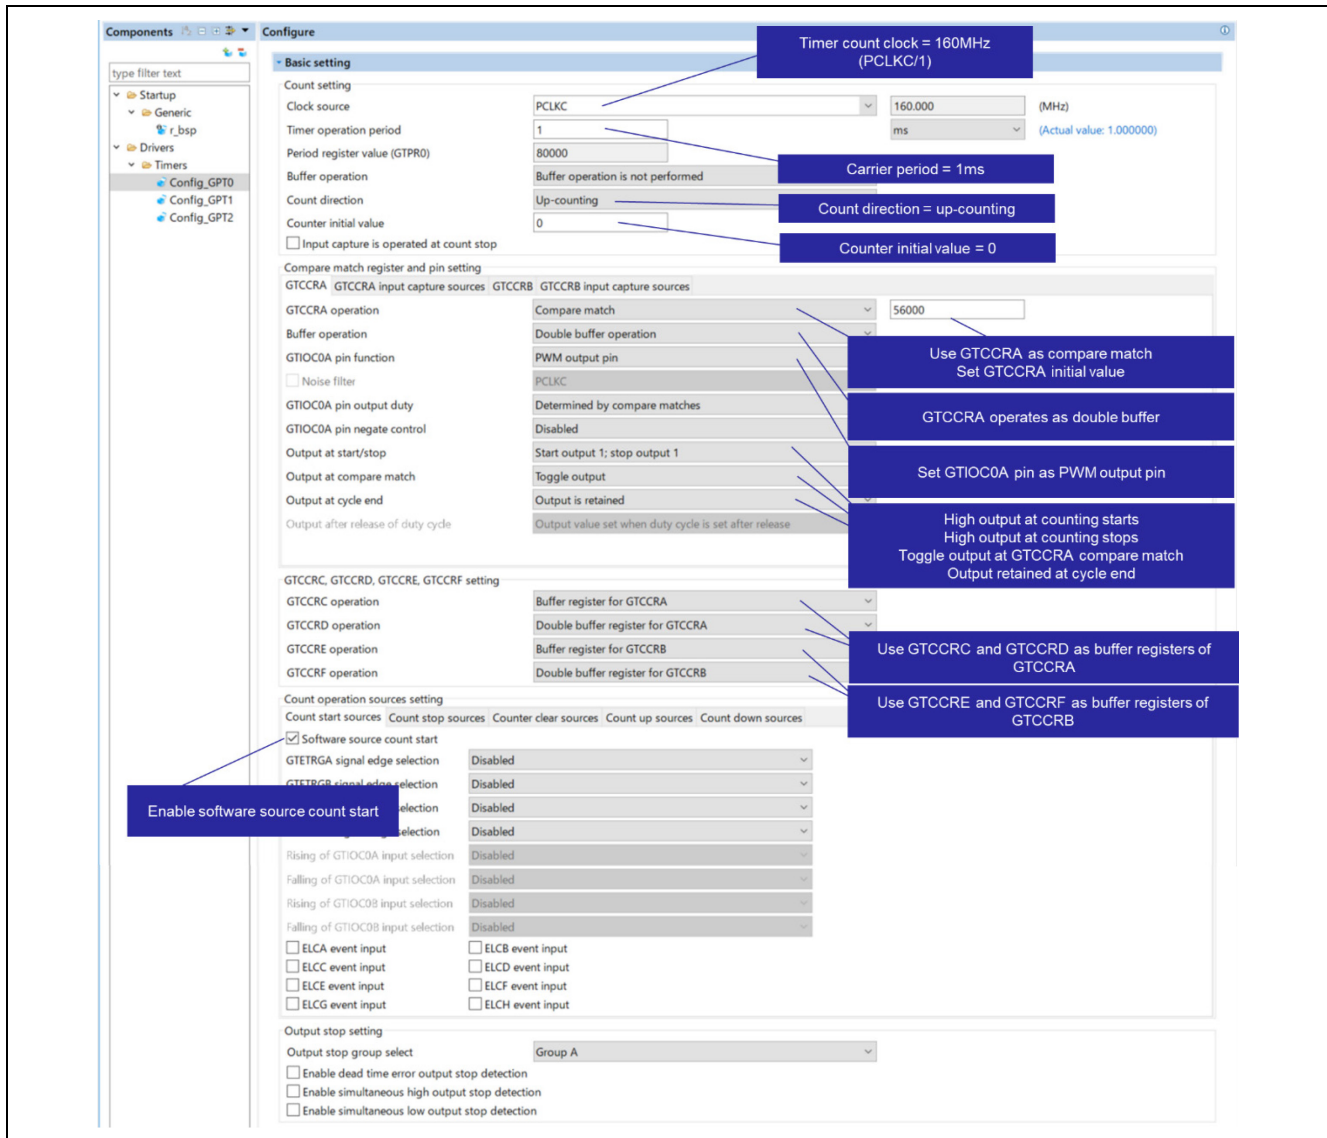 Components
Configure
type filter text
Startup
Generic
r_bsp
Drivers
Timers
Config_GPT0
Config_GPT1
Config_GPT2
Basic setting
Timer count clock = 160MHz
(PCLKC/1)
Count setting
Clock source PCLKC 160.000 (MHz)
Timer operation period 1 ms (Actual value: 1.000000)
Period register value (GTPR0) 80000
Carrier period = 1ms
Buffer operation Buffer operation is not performed
Count direction Up-counting
Count direction = up-counting
Counter initial value 0
Input capture is operated at count stop
Counter initial value = 0
Compare match register and pin setting
GTCCRA GTCCRA input capture sources GTCCRB GTCCRB input capture sources
GTCCRA operation Compare match 56000
Buffer operation Double buffer operation
Use GTCCRA as compare match
Set GTCCRA initial value
GTIOC0A pin function PWM output pin
Noise filter PCLKC
GTIOC0A pin output duty Determined by compare matches
GTCCRA operates as double buffer
GTIOC0A pin negate control Disabled
Output at start/stop Start output 1; stop output 1
Set GTIOC0A pin as PWM output pin
Output at compare match Toggle output
Output at cycle end Output is retained
Output after release of duty cycle Output value set when duty cycle is set after release
High output at counting starts
High output at counting stops
Toggle output at GTCCRA compare match
Output retained at cycle end
GTCCRC, GTCCRD, GTCCRE, GTCCRF setting
GTCCRC operation Buffer register for GTCCRA
GTCCRD operation Double buffer register for GTCCRA
GTCCRE operation Buffer register for GTCCRB
Use GTCCRC and GTCCRD as buffer registers of
GTCCRA
GTCCRF operation Double buffer register for GTCCRB
Use GTCCRE and GTCCRF as buffer registers of
GTCCRB
Count operation sources setting
Count start sources Count stop sources Counter clear sources Count up sources Count down sources
Software source count start
GTETRGA signal edge selection Disabled
GTETRGB signal edge selection Disabled
Enable software source count start
selection Disabled
selection Disabled
Rising of GTIOC0A input selection Disabled
Falling of GTIOC0A input selection Disabled
Rising of GTIOC0B input selection Disabled
Falling of GTIOC0B input selection Disabled
ELCA event input ELCB event input
ELCC event input ELCD event input
ELCE event input ELCF event input
ELCG event input ELCH event input
Output stop setting
Output stop group select Group A
Enable dead time error output stop detection
Enable simultaneous high output stop detection
Enable simultaneous low output stop detection